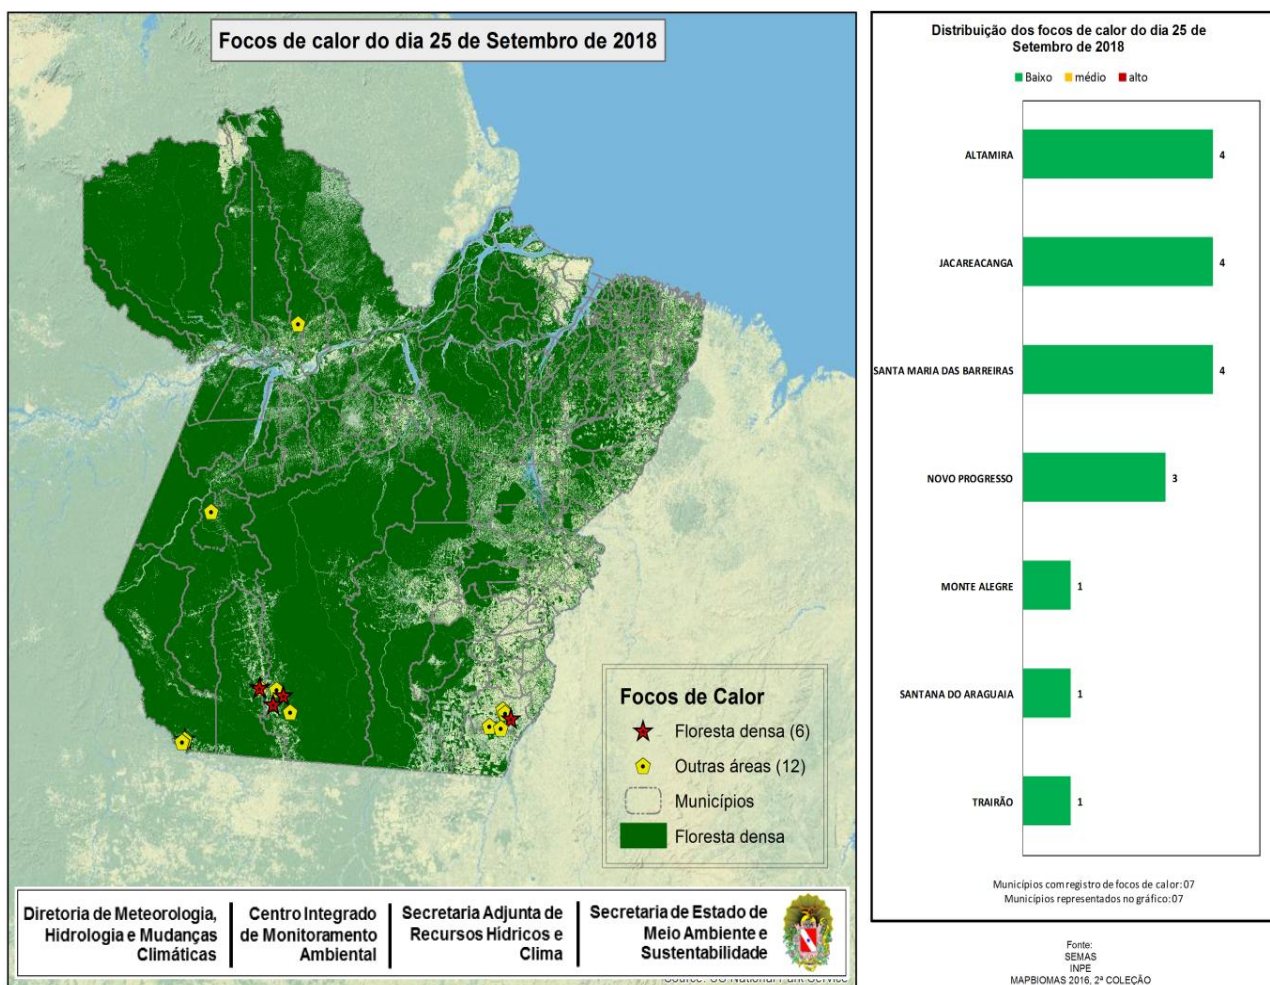 Focos de calor do dia 25 de Setembro de 2018
Focos de Calor
Floresta densa (6)
Outras áreas (12)
Municípios
Floresta densa
Diretoria de Meteorologia,
Hidrologia e Mudanças
Climáticas
Centro Integrado
de Monitoramento
Ambiental
Secretaria Adjunta de
Recursos Hídricos e
Clima
Secretaria de Estado de
Meio Ambiente e
Sustentabilidade
Source: US National Park Service
Distribuição dos focos de calor do dia 25 de
Setembro de 2018
Baixo médio alto
ALTAMIRA 4
JACAREACANGA 4
SANTA MARIA DAS BARREIRAS 4
NOVO PROGRESSO 3
MONTE ALEGRE 1
SANTANA DO ARAGUAIA 1
TRAIRÃO 1
Municípios com registro de focos de calor: 07
Municípios representados no gráfico: 07
Fonte:
SEMAS
INPE
MAPBIOMAS 2016, 2ª COLEÇÃO